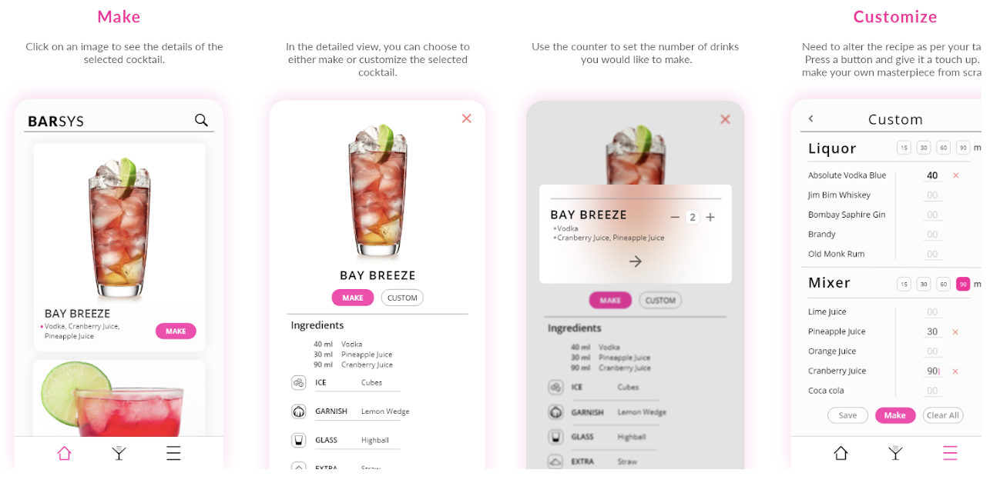 Make
Click on an image to see the details of the
selected cocktail.
BARSYS
BAY BREEZE
Vodka, Cranberry Juice,
Pineapple Juice
MAKE
In the detailed view, you can choose to
either make or customize the selected
cocktail.
BAY BREEZE
MAKE
CUSTOM
Ingredients
40 ml Vodka
30 ml Pineapple Juice
90 ml Cranberry Juice
ICE Cubes
GARNISH Lemon Wedge
GLASS Highball
EXTRA Straw
Use the counter to set the number of drinks
you would like to make.
BAY BREEZE
− 2 +
Vodka
Cranberry Juice, Pineapple Juice
MAKE
CUSTOM
Ingredients
40 ml Vodka
30 ml Pineapple Juice
90 ml Cranberry Juice
ICE Cubes
GARNISH Lemon Wedge
GLASS Highball
EXTRA Straw
Customize
Need to alter the recipe as per your ta
Press a button and give it a touch up.
make your own masterpiece from scra
Custom
Liquor 15 30 60 90 m
Absolute Vodka Blue 40
Jim Bim Whiskey 00
Bombay Saphire Gin 00
Brandy 00
Old Monk Rum 00
Mixer 15 30 60 90 m
Lime Juice 00
Pineapple Juice 30
Orange Juice 00
Cranberry Juice 90
Coca cola 00
Save
Make
Clear All